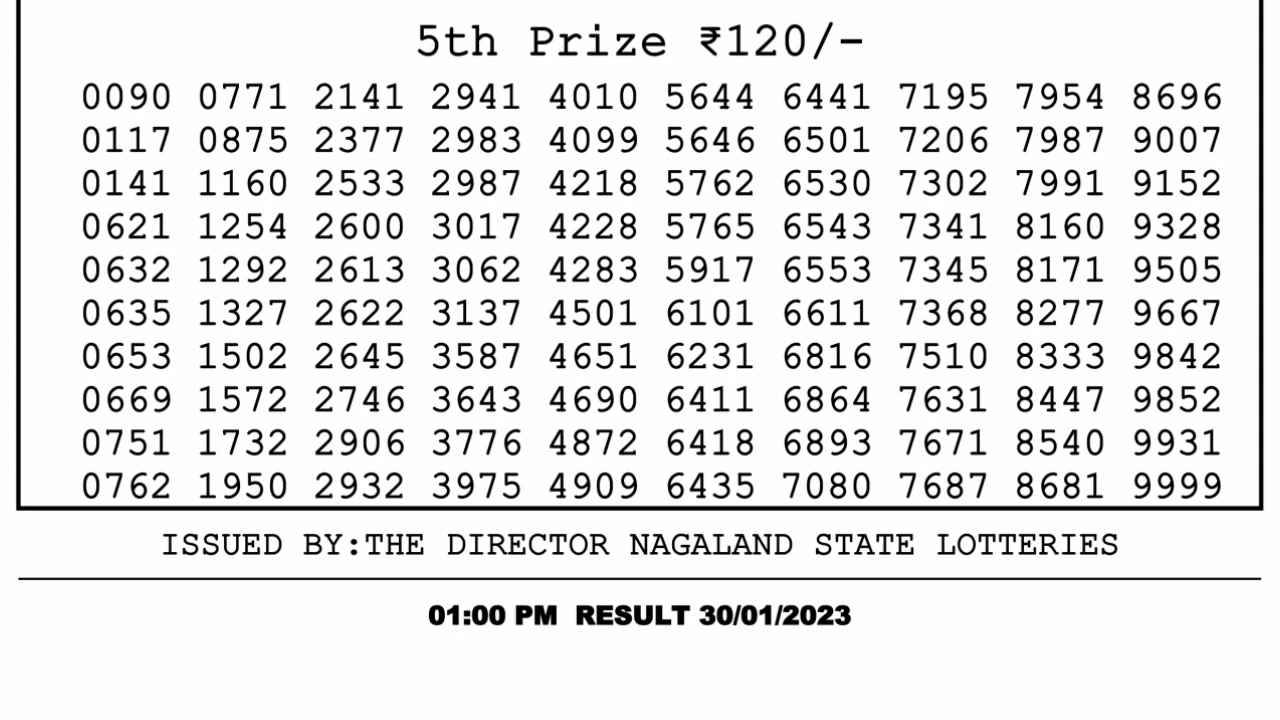 5th Prize ₹120/-
0090 0771 2141 2941 4010 5644 6441 7195 7954 8696
0117 0875 2377 2983 4099 5646 6501 7206 7987 9007
0141 1160 2533 2987 4218 5762 6530 7302 7991 9152
0621 1254 2600 3017 4228 5765 6543 7341 8160 9328
0632 1292 2613 3062 4283 5917 6553 7345 8171 9505
0635 1327 2622 3137 4501 6101 6611 7368 8277 9667
0653 1502 2645 3587 4651 6231 6816 7510 8333 9842
0669 1572 2746 3643 4690 6411 6864 7631 8447 9852
0751 1732 2906 3776 4872 6418 6893 7671 8540 9931
0762 1950 2932 3975 4909 6435 7080 7687 8681 9999
ISSUED BY:THE DIRECTOR NAGALAND STATE LOTTERIES
01:00 PM RESULT 30/01/2023